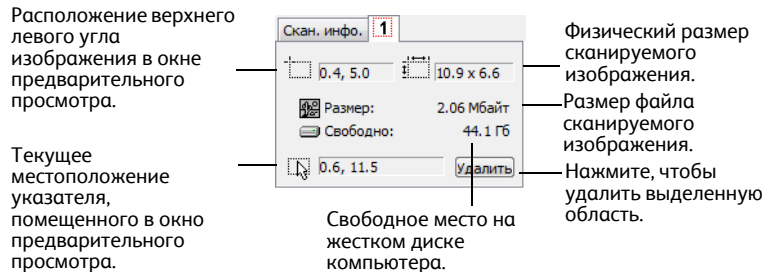 Расположение верхнего
левого угла
изображения в окне
предварительного
просмотра.
Текущее
местоположение
указателя,
помещенного в окно
предварительного
просмотра.
Скан. инфо. 1
0.4, 5.0 10.9 x 6.6
Размер: 2.06 Мбайт
Свободно: 44.1 Гб
0.6, 11.5 Удалить
Свободное место на
жестком диске
компьютера.
Физический размер
сканируемого
изображения.
Размер файла
сканируемого
изображения.
Нажмите, чтобы
удалить выделенную
область.